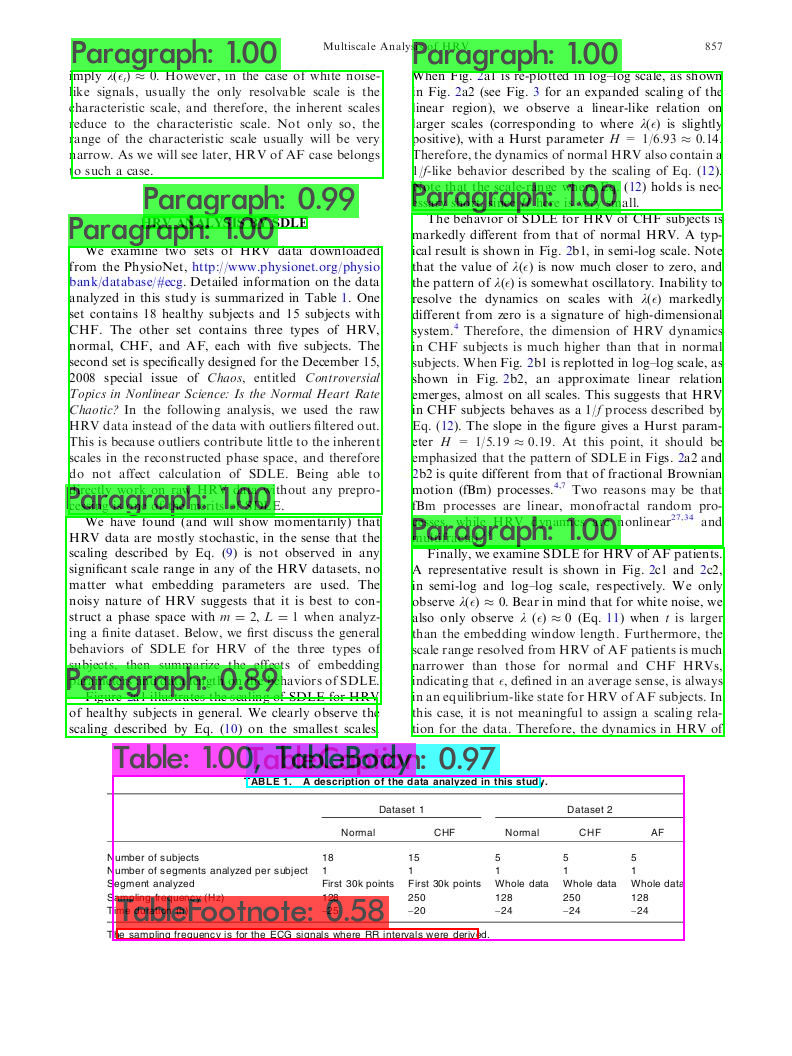 Multiscale Analysis of HRV 857
Paragraph: 1.00
imply λ(ϵt) ≈ 0. However, in the case of white noise-
like signals, usually the only resolvable scale is the
characteristic scale, and therefore, the inherent scales
reduce to the characteristic scale. Not only so, the
range of the characteristic scale usually will be very
narrow. As we will see later, HRV of AF case belongs
to such a case.
Paragraph: 0.99
HRV ANALYSIS BY SDLE
Paragraph: 1.00
We examine two sets of HRV data downloaded
from the PhysioNet, http://www.physionet.org/physio
bank/database/#ecg. Detailed information on the data
analyzed in this study is summarized in Table 1. One
set contains 18 healthy subjects and 15 subjects with
CHF. The other set contains three types of HRV,
normal, CHF, and AF, each with five subjects. The
second set is specifically designed for the December 15,
2008 special issue of Chaos, entitled Controversial
Topics in Nonlinear Science: Is the Normal Heart Rate
Chaotic? In the following analysis, we used the raw
HRV data instead of the data with outliers filtered out.
This is because outliers contribute little to the inherent
scales in the reconstructed phase space, and therefore
do not affect calculation of SDLE. Being able to
directly work on raw HRV data without any prepro-
cessing is one of the merits of SDLE.
Paragraph: 1.00
We have found (and will show momentarily) that
HRV data are mostly stochastic, in the sense that the
scaling described by Eq. (9) is not observed in any
significant scale range in any of the HRV datasets, no
matter what embedding parameters are used. The
noisy nature of HRV suggests that it is best to con-
struct a phase space with m = 2, L = 1 when analyz-
ing a finite dataset. Below, we first discuss the general
behaviors of SDLE for HRV of the three types of
subjects, then summarize the effects of embedding
behaviors of SDLE.
Paragraph: 0.89
Figure 2a1 illustrates the scaling of SDLE for HRV
of healthy subjects in general. We clearly observe the
scaling described by Eq. (10) on the smallest scales.
Paragraph: 1.00
When Fig. 2a1 is re-plotted in log–log scale, as shown
in Fig. 2a2 (see Fig. 3 for an expanded scaling of the
linear region), we observe a linear-like relation on
larger scales (corresponding to where λ(ϵ) is slightly
positive), with a Hurst parameter H = 1/6.93 ≈ 0.14.
Therefore, the dynamics of normal HRV also contain a
1/f-like behavior described by the scaling of Eq. (12).
Note that the scale-range where Eq. (12) holds is nec-
essary short, since H here is very small.
Paragraph: 1.00
The behavior of SDLE for HRV of CHF subjects is
markedly different from that of normal HRV. A typ-
ical result is shown in Fig. 2b1, in semi-log scale. Note
that the value of λ(ϵ) is now much closer to zero, and
the pattern of λ(ϵ) is somewhat oscillatory. Inability to
resolve the dynamics on scales with λ(ϵ) markedly
different from zero is a signature of high-dimensional
system.4 Therefore, the dimension of HRV dynamics
in CHF subjects is much higher than that in normal
subjects. When Fig. 2b1 is replotted in log–log scale, as
shown in Fig. 2b2, an approximate linear relation
emerges, almost on all scales. This suggests that HRV
in CHF subjects behaves as a 1/f process described by
Eq. (12). The slope in the figure gives a Hurst param-
eter H = 1/5.19 ≈ 0.19. At this point, it should be
emphasized that the pattern of SDLE in Figs. 2a2 and
2b2 is quite different from that of fractional Brownian
motion (fBm) processes.4,7 Two reasons may be that
fBm processes are linear, monofractal random pro-
cesses, while HRV dynamics are nonlinear27,34 and
Paragraph: 1.00
Finally, we examine SDLE for HRV of AF patients.
A representative result is shown in Fig. 2c1 and 2c2,
in semi-log and log–log scale, respectively. We only
observe λ(ϵ) ≈ 0. Bear in mind that for white noise, we
also only observe λ (ϵ) ≈ 0 (Eq. 11) when t is larger
than the embedding window length. Furthermore, the
scale range resolved from HRV of AF patients is much
narrower than those for normal and CHF HRVs,
indicating that ϵ, defined in an average sense, is always
in an equilibrium-like state for HRV of AF subjects. In
this case, it is not meaningful to assign a scaling rela-
tion for the data. Therefore, the dynamics in HRV of
Table: 1.00, TableBody: 0.97
TABLE 1. A description of the data analyzed in this study.
Dataset 1 Dataset 2
Normal CHF Normal CHF AF
Number of subjects 18 15 5 5 5
Number of segments analyzed per subject 1 1 1 1 1
Segment analyzed First 30k points First 30k points Whole data Whole data Whole data
Sampling frequency (Hz) 128 250 128 250 128
Time duration (h) ~25 ~20 ~24 ~24 ~24
TableFootnote: 0.58
The sampling frequency is for the ECG signals where RR intervals were derived.